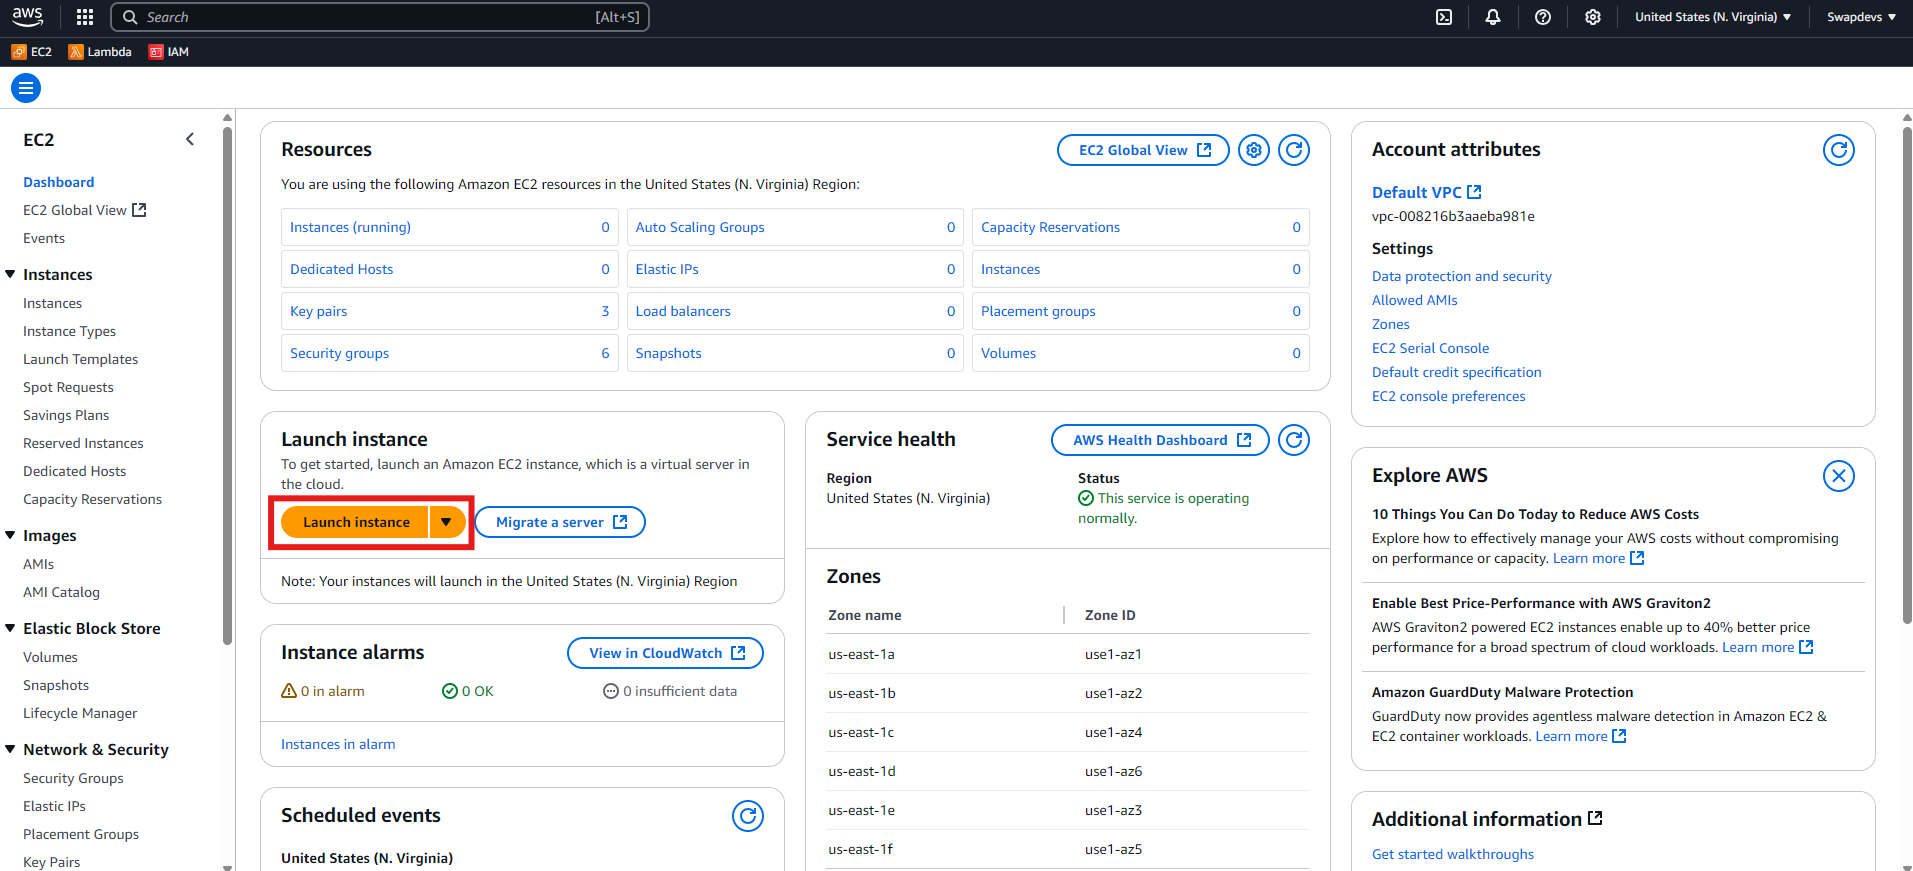 aws
Search [Alt+S]
United States (N. Virginia) ▼
Swapdevs ▼
EC2 Lambda IAM
EC2
Dashboard
EC2 Global View
Events
Instances
Instances
Instance Types
Launch Templates
Spot Requests
Savings Plans
Reserved Instances
Dedicated Hosts
Capacity Reservations
Images
AMIs
AMI Catalog
Elastic Block Store
Volumes
Snapshots
Lifecycle Manager
Network & Security
Security Groups
Elastic IPs
Placement Groups
Key Pairs
Resources
EC2 Global View
You are using the following Amazon EC2 resources in the United States (N. Virginia) Region:
Instances (running) 0
Auto Scaling Groups 0
Capacity Reservations 0
Dedicated Hosts 0
Elastic IPs 0
Instances 0
Key pairs 3
Load balancers 0
Placement groups 0
Security groups 6
Snapshots 0
Volumes 0
Launch instance
To get started, launch an Amazon EC2 instance, which is a virtual server in
the cloud.
Launch instance
Migrate a server
Note: Your instances will launch in the United States (N. Virginia) Region
Instance alarms
View in CloudWatch
0 in alarm
0 OK
0 insufficient data
Instances in alarm
Scheduled events
United States (N. Virginia)
Service health
AWS Health Dashboard
Region
United States (N. Virginia)
Status
This service is operating
normally.
Zones
Zone name Zone ID
us-east-1a use1-az1
us-east-1b use1-az2
us-east-1c use1-az4
us-east-1d use1-az6
us-east-1e use1-az3
us-east-1f use1-az5
Account attributes
Default VPC
vpc-008216b3aaeba981e
Settings
Data protection and security
Allowed AMIs
Zones
EC2 Serial Console
Default credit specification
EC2 console preferences
Explore AWS
10 Things You Can Do Today to Reduce AWS Costs
Explore how to effectively manage your AWS costs without compromising
on performance or capacity. Learn more
Enable Best Price-Performance with AWS Graviton2
AWS Graviton2 powered EC2 instances enable up to 40% better price
performance for a broad spectrum of cloud workloads. Learn more
Amazon GuardDuty Malware Protection
GuardDuty now provides agentless malware detection in Amazon EC2 &
EC2 container workloads. Learn more
Additional information
Get started walkthroughs